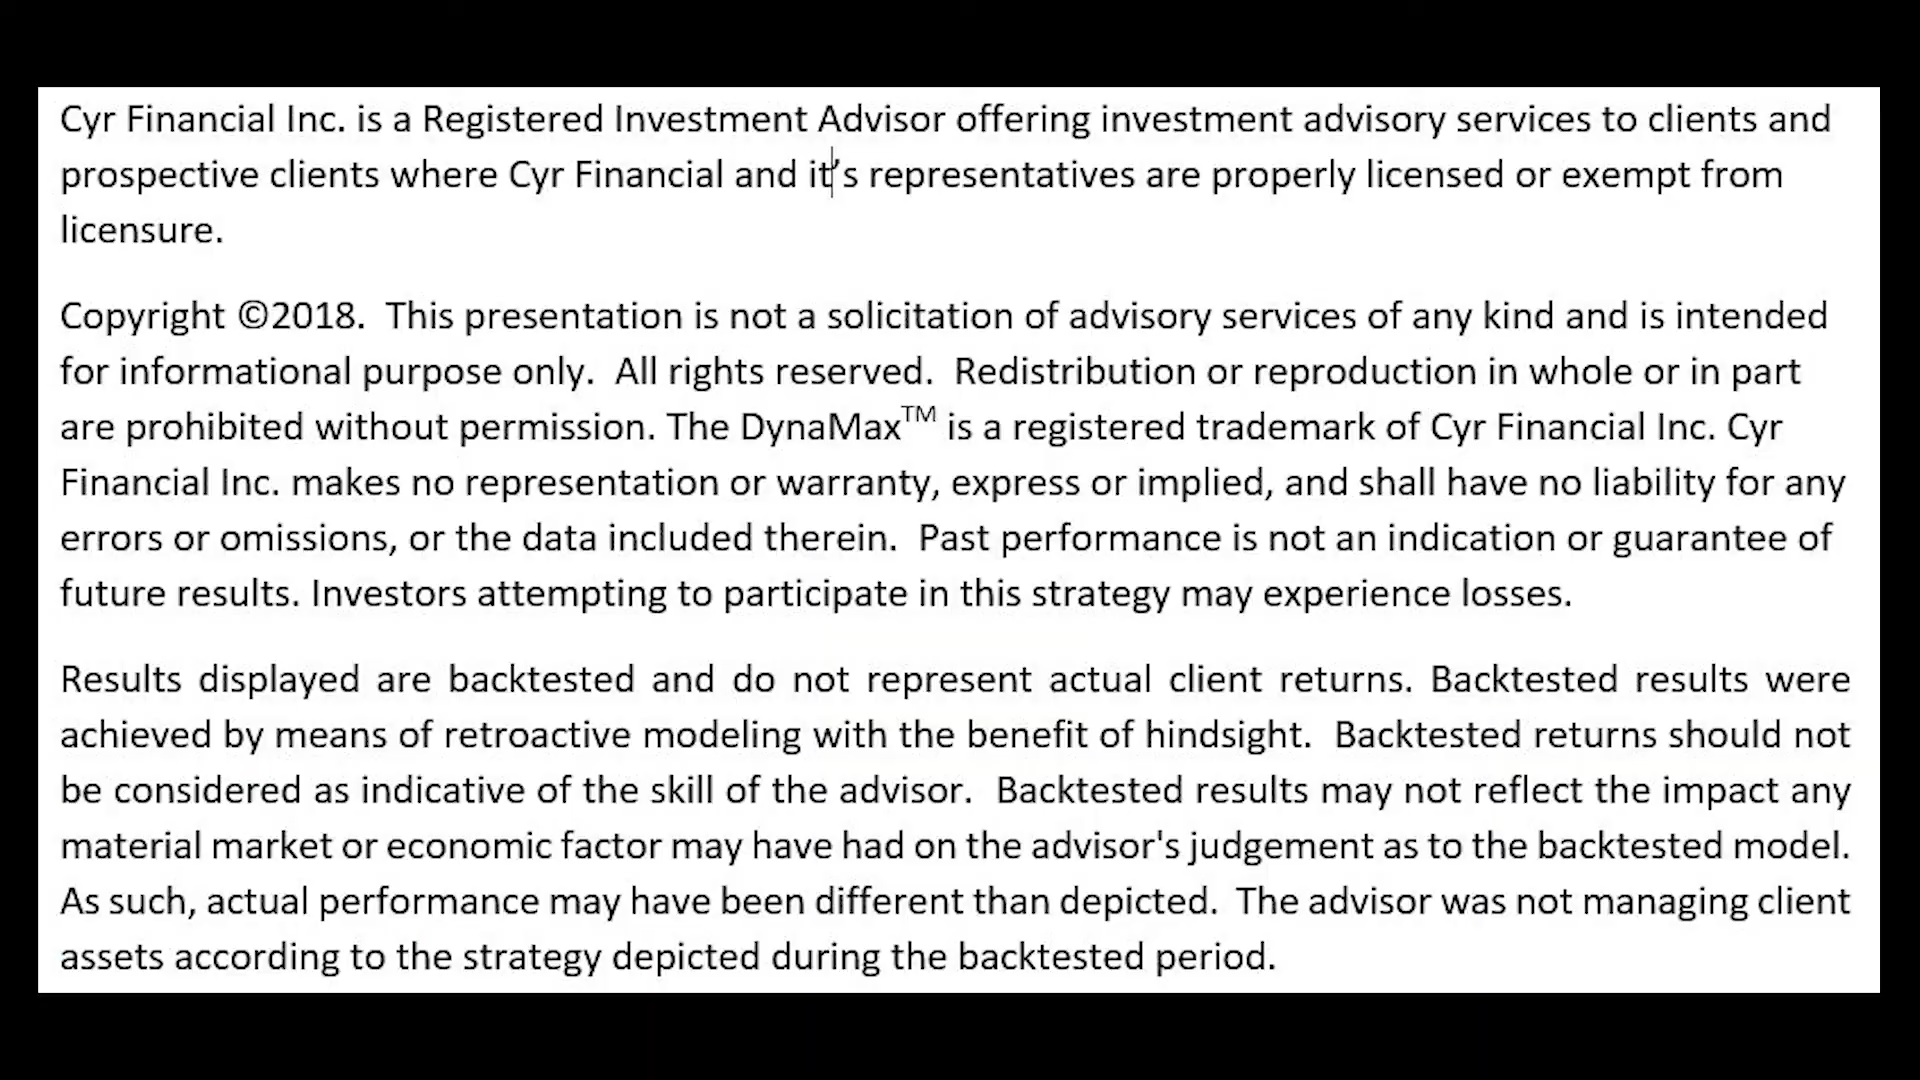 Cyr Financial Inc. is a Registered Investment Advisor offering investment advisory services to clients and
prospective clients where Cyr Financial and it’s representatives are properly licensed or exempt from
licensure.
Copyright ©2018.  This presentation is not a solicitation of advisory services of any kind and is intended
for informational purpose only.  All rights reserved.  Redistribution or reproduction in whole or in part
are prohibited without permission. The DynaMax™ is a registered trademark of Cyr Financial Inc. Cyr
Financial Inc. makes no representation or warranty, express or implied, and shall have no liability for any
errors or omissions, or the data included therein.  Past performance is not an indication or guarantee of
future results. Investors attempting to participate in this strategy may experience losses.
Results displayed are backtested and do not represent actual client returns. Backtested results were
achieved by means of retroactive modeling with the benefit of hindsight.  Backtested returns should not
be considered as indicative of the skill of the advisor.  Backtested results may not reflect the impact any
material market or economic factor may have had on the advisor's judgement as to the backtested model.
As such, actual performance may have been different than depicted.  The advisor was not managing client
assets according to the strategy depicted during the backtested period.